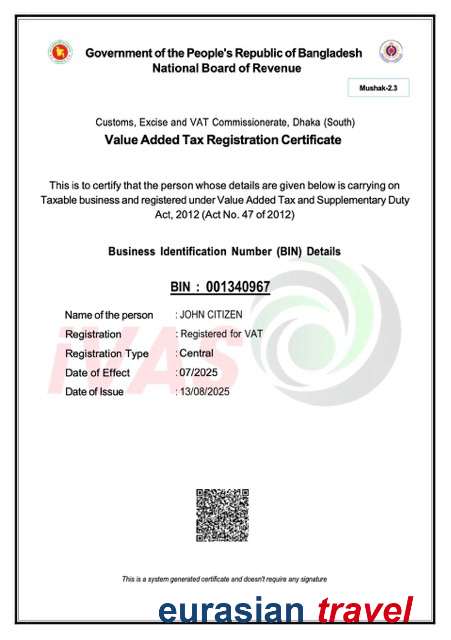 Government of the People's Republic of Bangladesh
National Board of Revenue
Mushak-2.3
Customs, Excise and VAT Commissionerate, Dhaka (South)
Value Added Tax Registration Certificate
This is to certify that the person whose details are given below is carrying on
Taxable business and registered under Value Added Tax and Supplementary Duty
Act, 2012 (Act No. 47 of 2012)
Business Identification Number (BIN) Details
BIN : 001340967
Name of the person : JOHN CITIZEN
Registration : Registered for VAT
Registration Type : Central
Date of Effect : 07/2025
Date of Issue : 13/08/2025
iVAS
This is a system generated certificate and doesn't require any signature
eurasian travel